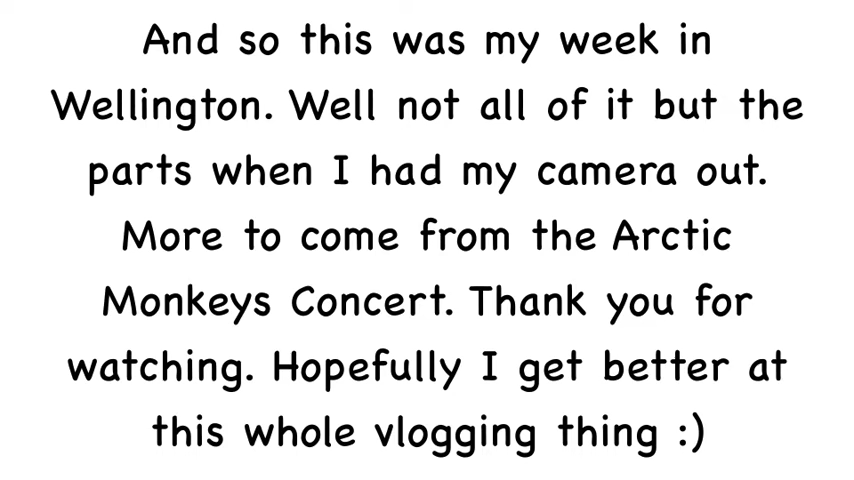 And so this was my week in
Wellington. Well not all of it but the
parts when I had my camera out.
More to come from the Arctic
Monkeys Concert. Thank you for
watching. Hopefully I get better at
this whole vlogging thing :)